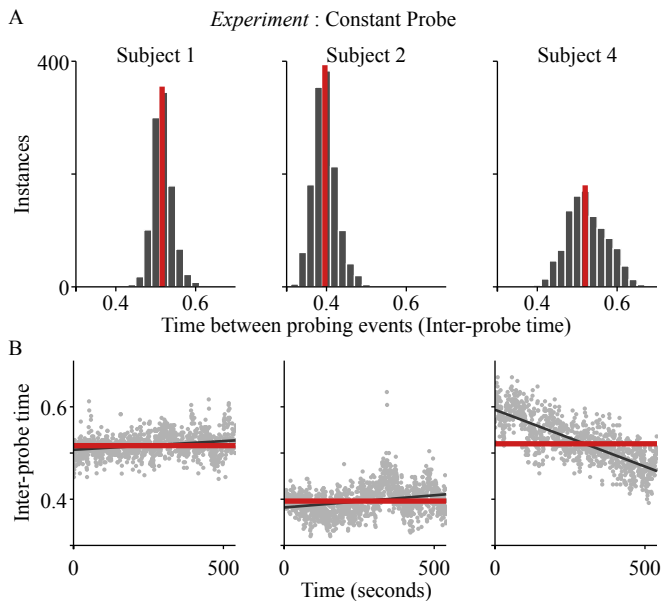 A
Experiment : Constant Probe
Subject 1
Subject 2
Subject 4
400
Instances
0
0.4 0.6
0.4 0.6
0.4 0.6
Time between probing events (Inter-probe time)
B
Inter-probe time
0.6
0.4
0 500
0 500
0 500
Time (seconds)